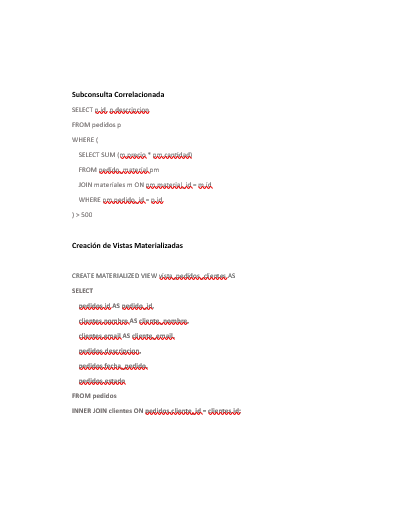 Subconsulta Correlacionada
SELECT p.id, p.descripcion
FROM pedidos p
WHERE (
SELECT SUM (m.precio * pm.cantidad)
FROM pedido_material pm
JOIN materiales m ON pm.material_id = m.id
WHERE pm.pedido_id = p.id
) > 500
Creación de Vistas Materializadas
CREATE MATERIALIZED VIEW vista_pedidos_clientes AS
SELECT
pedidos.id AS pedido_id,
clientes.nombre AS cliente_nombre,
clientes.email AS cliente_email,
pedidos.descripcion,
pedidos.fecha_pedido,
pedidos.estado
FROM pedidos
INNER JOIN clientes ON pedidos.cliente_id = clientes.id;